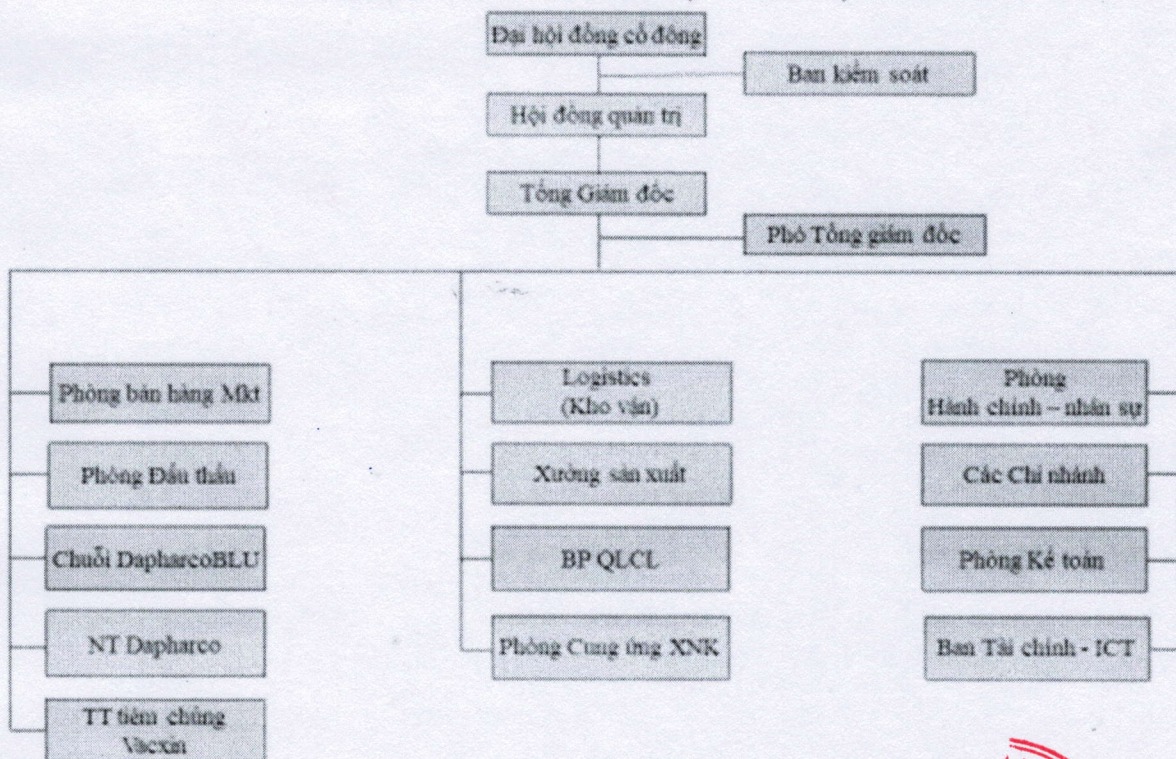 Đại hội đồng cổ đông
Ban kiểm soát
Hội đồng quản trị
Tổng Giám đốc
Phó Tổng giám đốc
Phòng bán hàng Mkt
Phòng Đấu thầu
Chuỗi DapharcoBLU
NT Dapharco
TT tiêm chủng
Vacxin
Logistics
(Kho vận)
Xưởng sản xuất
BP QLCL
Phòng Cung ứng XNK
Phòng
Hành chính – nhân sự
Các Chi nhánh
Phòng Kế toán
Ban Tài chính - ICT